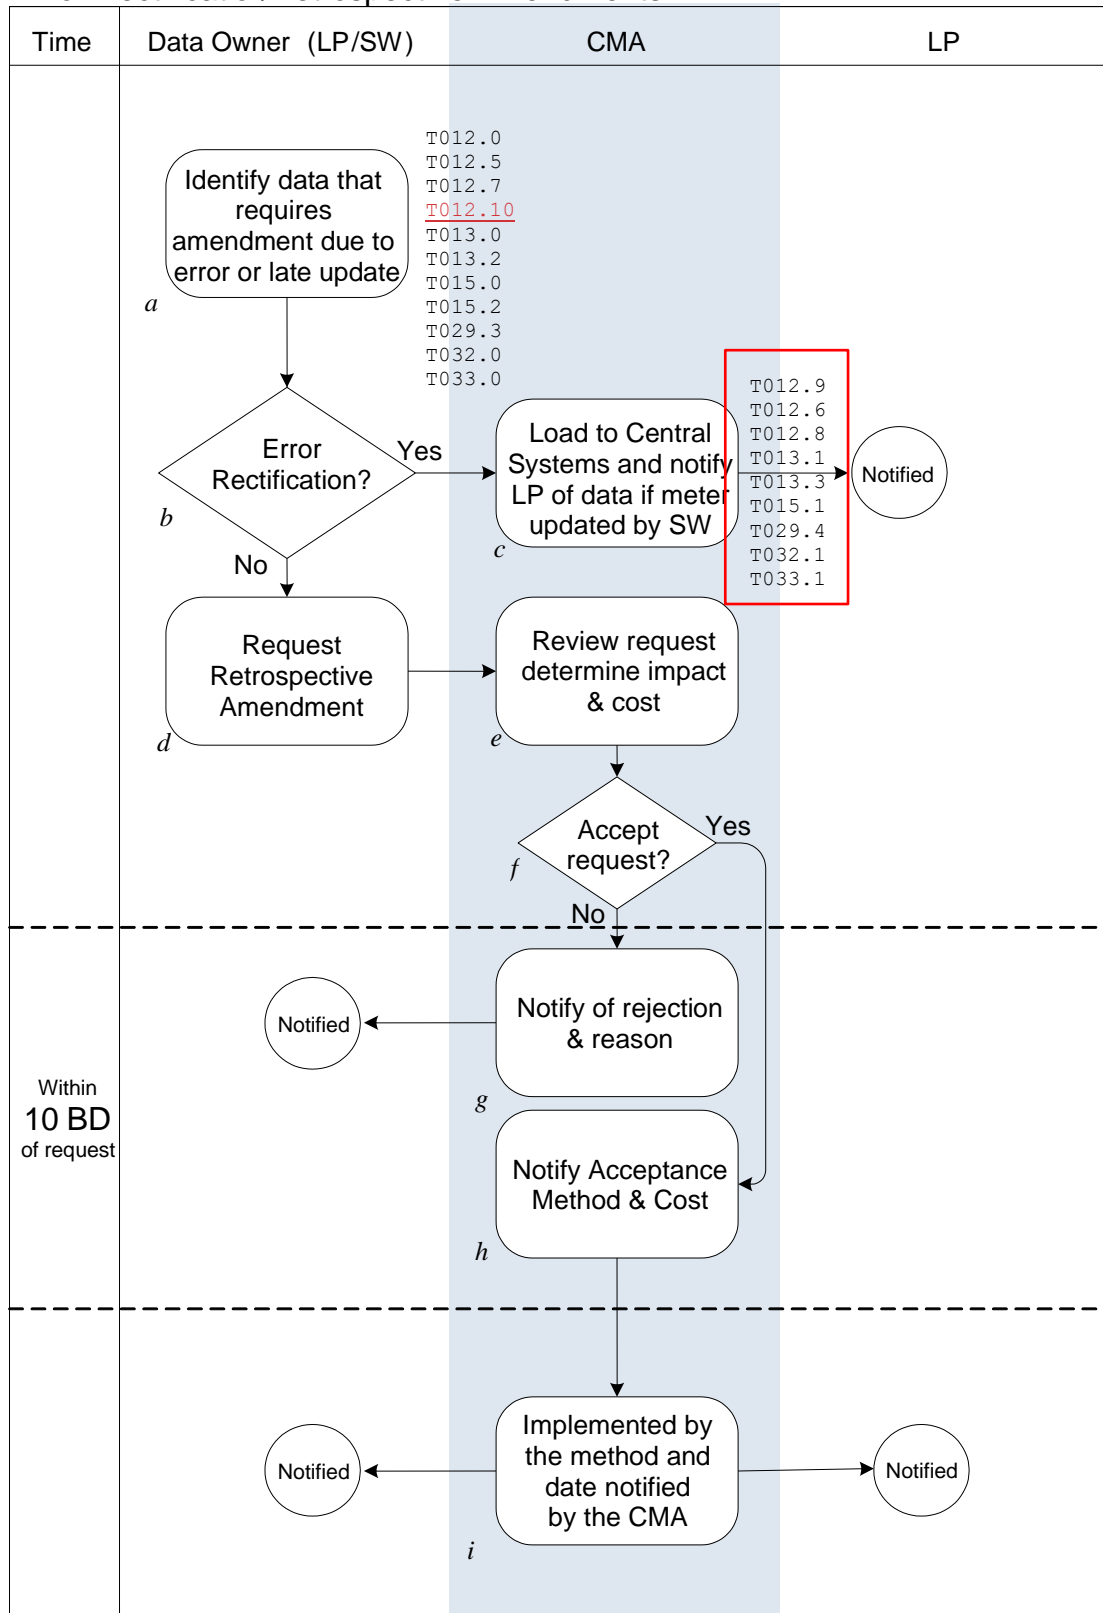 Time
Data Owner (LP/SW)
CMA
LP
Identify data that
requires
amendment due to
error or late update
a
T012.0
T012.5
T012.7
T012.10
T013.0
T013.2
T015.0
T015.2
T029.3
T032.0
T033.0
Error
Rectification?
Yes
b
No
Load to Central
Systems and notify
LP of data if meter
updated by SW
c
T012.9
T012.6
T012.8
T013.1
T013.3
T015.1
T029.4
T032.1
T033.1
Notified
Request
Retrospective
Amendment
d
Review request
determine impact
& cost
e
Accept
request?
Yes
f
No
Within
10 BD
of request
Notify of rejection
& reason
g
Notified
Notify Acceptance
Method & Cost
h
Implemented by
the method and
date notified
by the CMA
i
Notified
Notified